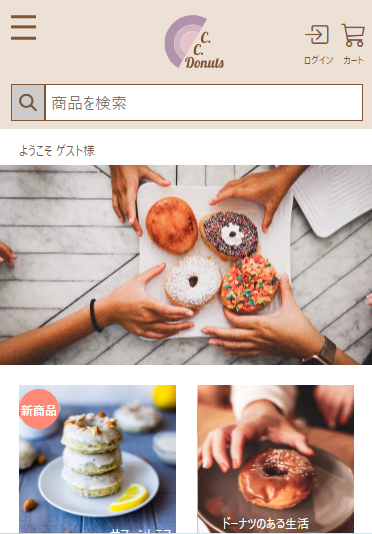 C.
C.
Donuts
ログイン
カート
商品を検索
ようこそ ゲスト様
新商品
ドーナツのある生活